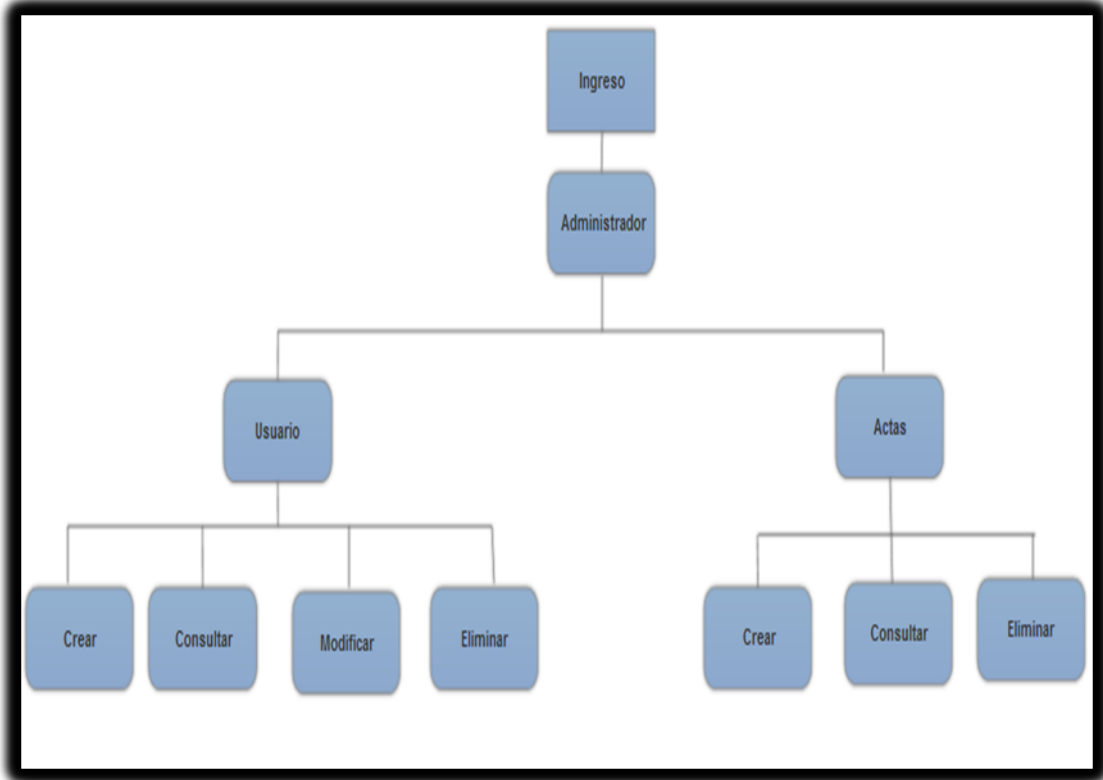 Ingreso
Administrador
Usuario
Actas
Crear
Consultar
Modificar
Eliminar
Crear
Consultar
Eliminar